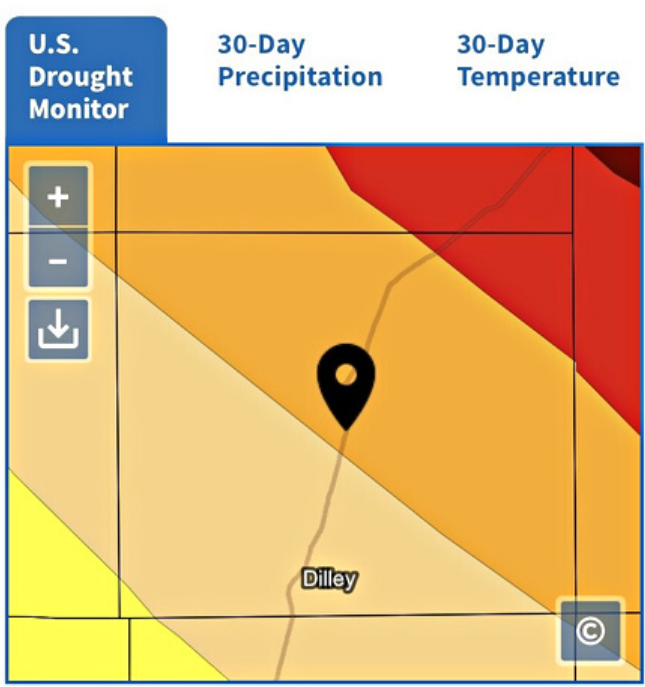 U.S.
Drought
Monitor
30-Day
Precipitation
30-Day
Temperature
+
−
Dilley
©